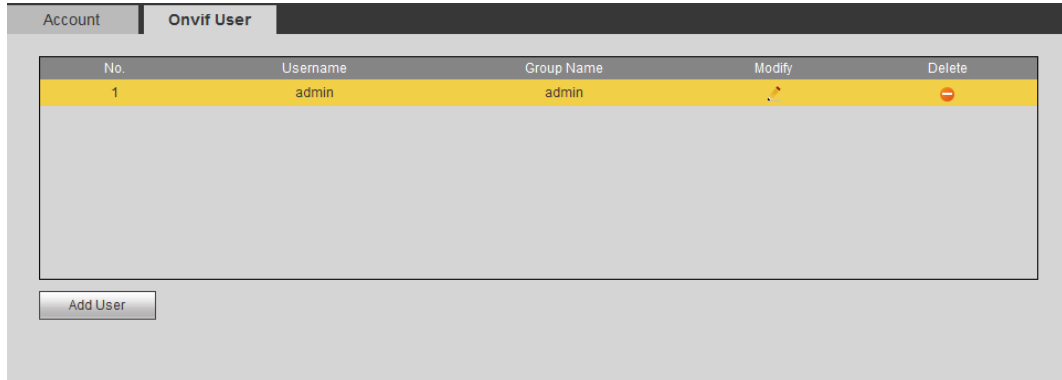 Account Onvif User
No. Username Group Name Modify Delete
1 admin admin
Add User